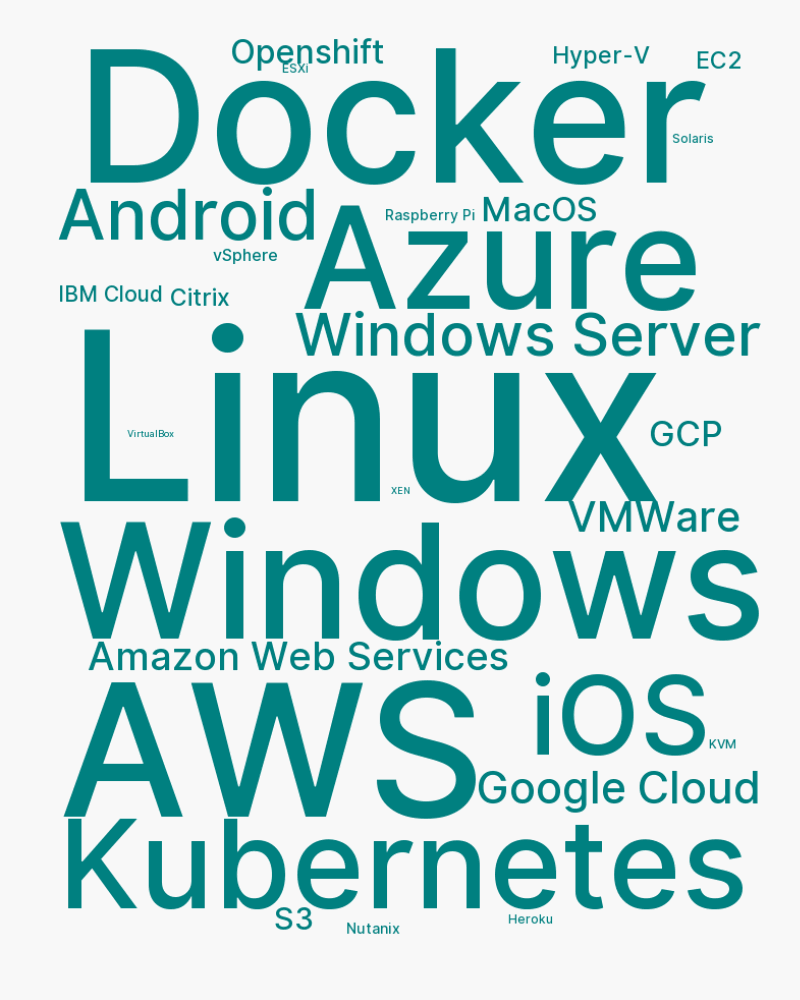 Openshift
Hyper-V
EC2
ESXi
Docker
Solaris
Android
Raspberry Pi
MacOS
Azure
vSphere
IBM Cloud
Citrix
Windows Server
Linux
VirtualBox
GCP
XEN
VMWare
Windows
Amazon Web Services
iOS
AWS
KVM
Google Cloud
Kubernetes
S3
Nutanix
Heroku